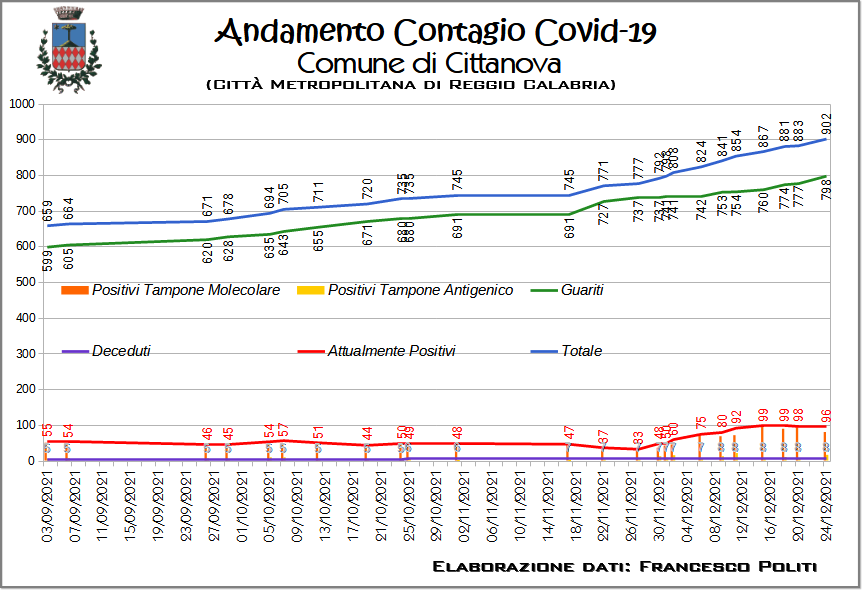 Andamento Contagio Covid-19
Comune di Cittanova
(Città Metropolitana di Reggio Calabria)
1000
900
800
700
600
500
400
300
200
100
0
659 664 671 678 694 705 711 720 735 735 745 745 771 777 792 798 808 824 841 854 867 881 883 902
599 605 620 628 635 643 655 671 680 680 691 691 727 737 737 741 742 753 754 760 774 777 798
Positivi Tampone Molecolare Positivi Tampone Antigenico Guariti
Deceduti Attualmente Positivi Totale
55 54 46 45 54 57 51 44 50 49 48 47 37 33 48 50 60 75 80 92 99 99 98 96
03/09/2021 07/09/2021 11/09/2021 15/09/2021 19/09/2021 23/09/2021 27/09/2021 01/10/2021 05/10/2021 09/10/2021 13/10/2021 17/10/2021 21/10/2021 25/10/2021 29/10/2021 02/11/2021 06/11/2021 10/11/2021 14/11/2021 18/11/2021 22/11/2021 26/11/2021 30/11/2021 04/12/2021 08/12/2021 12/12/2021 16/12/2021 20/12/2021 24/12/2021
Elaborazione dati: Francesco Politi